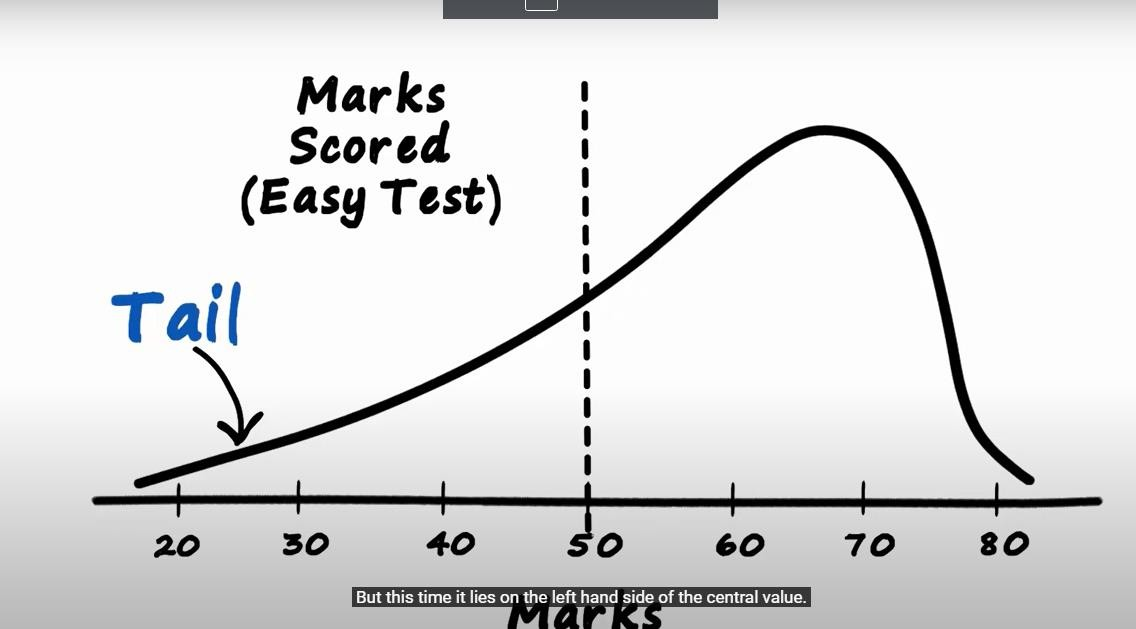 Marks
Scored
(Easy Test)
Tail
20 30 40 50 60 70 80
But this time it lies on the left hand side of the central value.
Marks